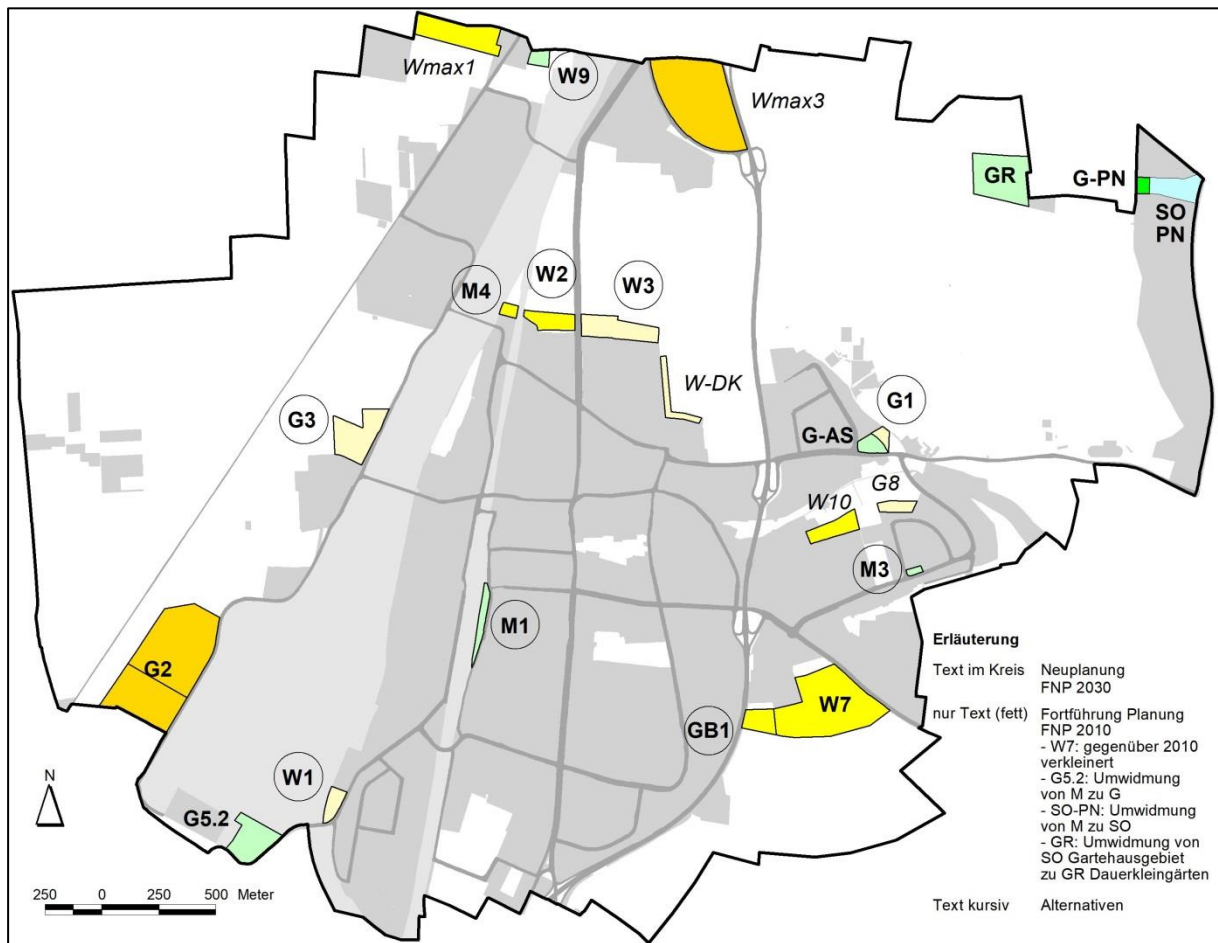 Wmax1
W9
Wmax3
GR
G-PN
SO
PN
M4
W2
W3
W-DK
G3
G1
G-AS
G8
W10
M3
M1
G2
W7
GB1
W1
G5.2
N
250 0 250 500 Meter
Erläuterung
Text im Kreis Neuplanung
FNP 2030
nur Text (fett) Fortführung Planung
FNP 2010
- W7: gegenüber 2010
verkleinert
- G5.2: Umwidmung
von M zu G
- SO-PN: Umwidmung
von M zu SO
- GR: Umwidmung von
SO Gartehausgebiet
zu GR Dauerkleingärten
Text kursiv Alternativen